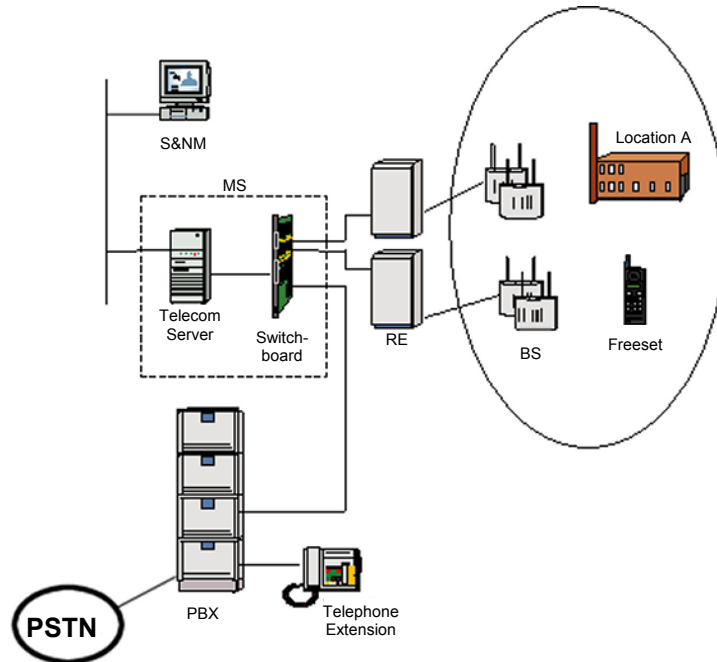 S&NM
Location A
MS
Telecom
Server
Switch-
board
RE
BS
Freeset
PSTN
PBX
Telephone
Extension